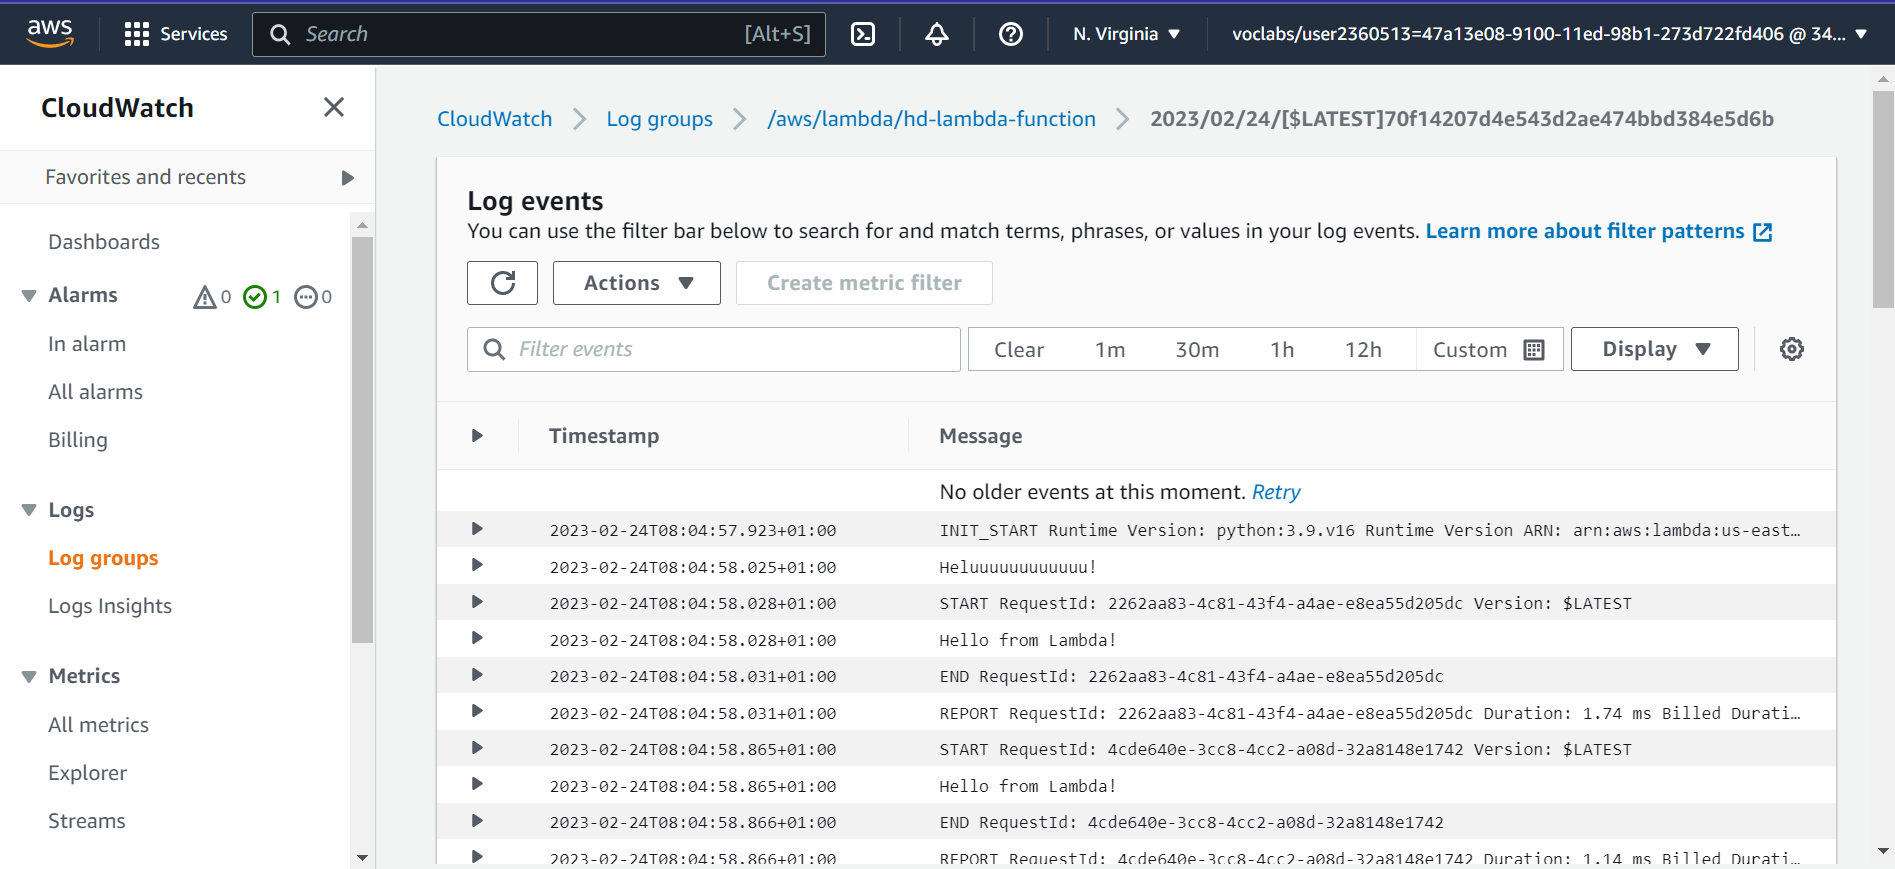 aws Services Search [Alt+S] N. Virginia voclabs/user2360513=47a13e08-9100-11ed-98b1-273d722fd406 @ 34...
CloudWatch
Favorites and recents
Dashboards
Alarms 0 1 0
In alarm
All alarms
Billing
Logs
Log groups
Logs Insights
Metrics
All metrics
Explorer
Streams
CloudWatch Log groups /aws/lambda/hd-lambda-function 2023/02/24/[$LATEST]70f14207d4e543d2ae474bbd384e5d6b
Log events
You can use the filter bar below to search for and match terms, phrases, or values in your log events. Learn more about filter patterns
Actions Create metric filter
Filter events Clear 1m 30m 1h 12h Custom Display
Timestamp Message
No older events at this moment. Retry
2023-02-24T08:04:57.923+01:00 INIT_START Runtime Version: python:3.9.v16 Runtime Version ARN: arn:aws:lambda:us-east…
2023-02-24T08:04:58.025+01:00 Heluuuuuuuuuuuu!
2023-02-24T08:04:58.028+01:00 START RequestId: 2262aa83-4c81-43f4-a4ae-e8ea55d205dc Version: $LATEST
2023-02-24T08:04:58.028+01:00 Hello from Lambda!
2023-02-24T08:04:58.031+01:00 END RequestId: 2262aa83-4c81-43f4-a4ae-e8ea55d205dc
2023-02-24T08:04:58.031+01:00 REPORT RequestId: 2262aa83-4c81-43f4-a4ae-e8ea55d205dc Duration: 1.74 ms Billed Durati…
2023-02-24T08:04:58.865+01:00 START RequestId: 4cde640e-3cc8-4cc2-a08d-32a8148e1742 Version: $LATEST
2023-02-24T08:04:58.865+01:00 Hello from Lambda!
2023-02-24T08:04:58.866+01:00 END RequestId: 4cde640e-3cc8-4cc2-a08d-32a8148e1742
2023-02-24T08:04:58.866+01:00 REPORT RequestId: 4cde640e-3cc8-4cc2-a08d-32a8148e1742 Duration: 1.14 ms Billed Durati…